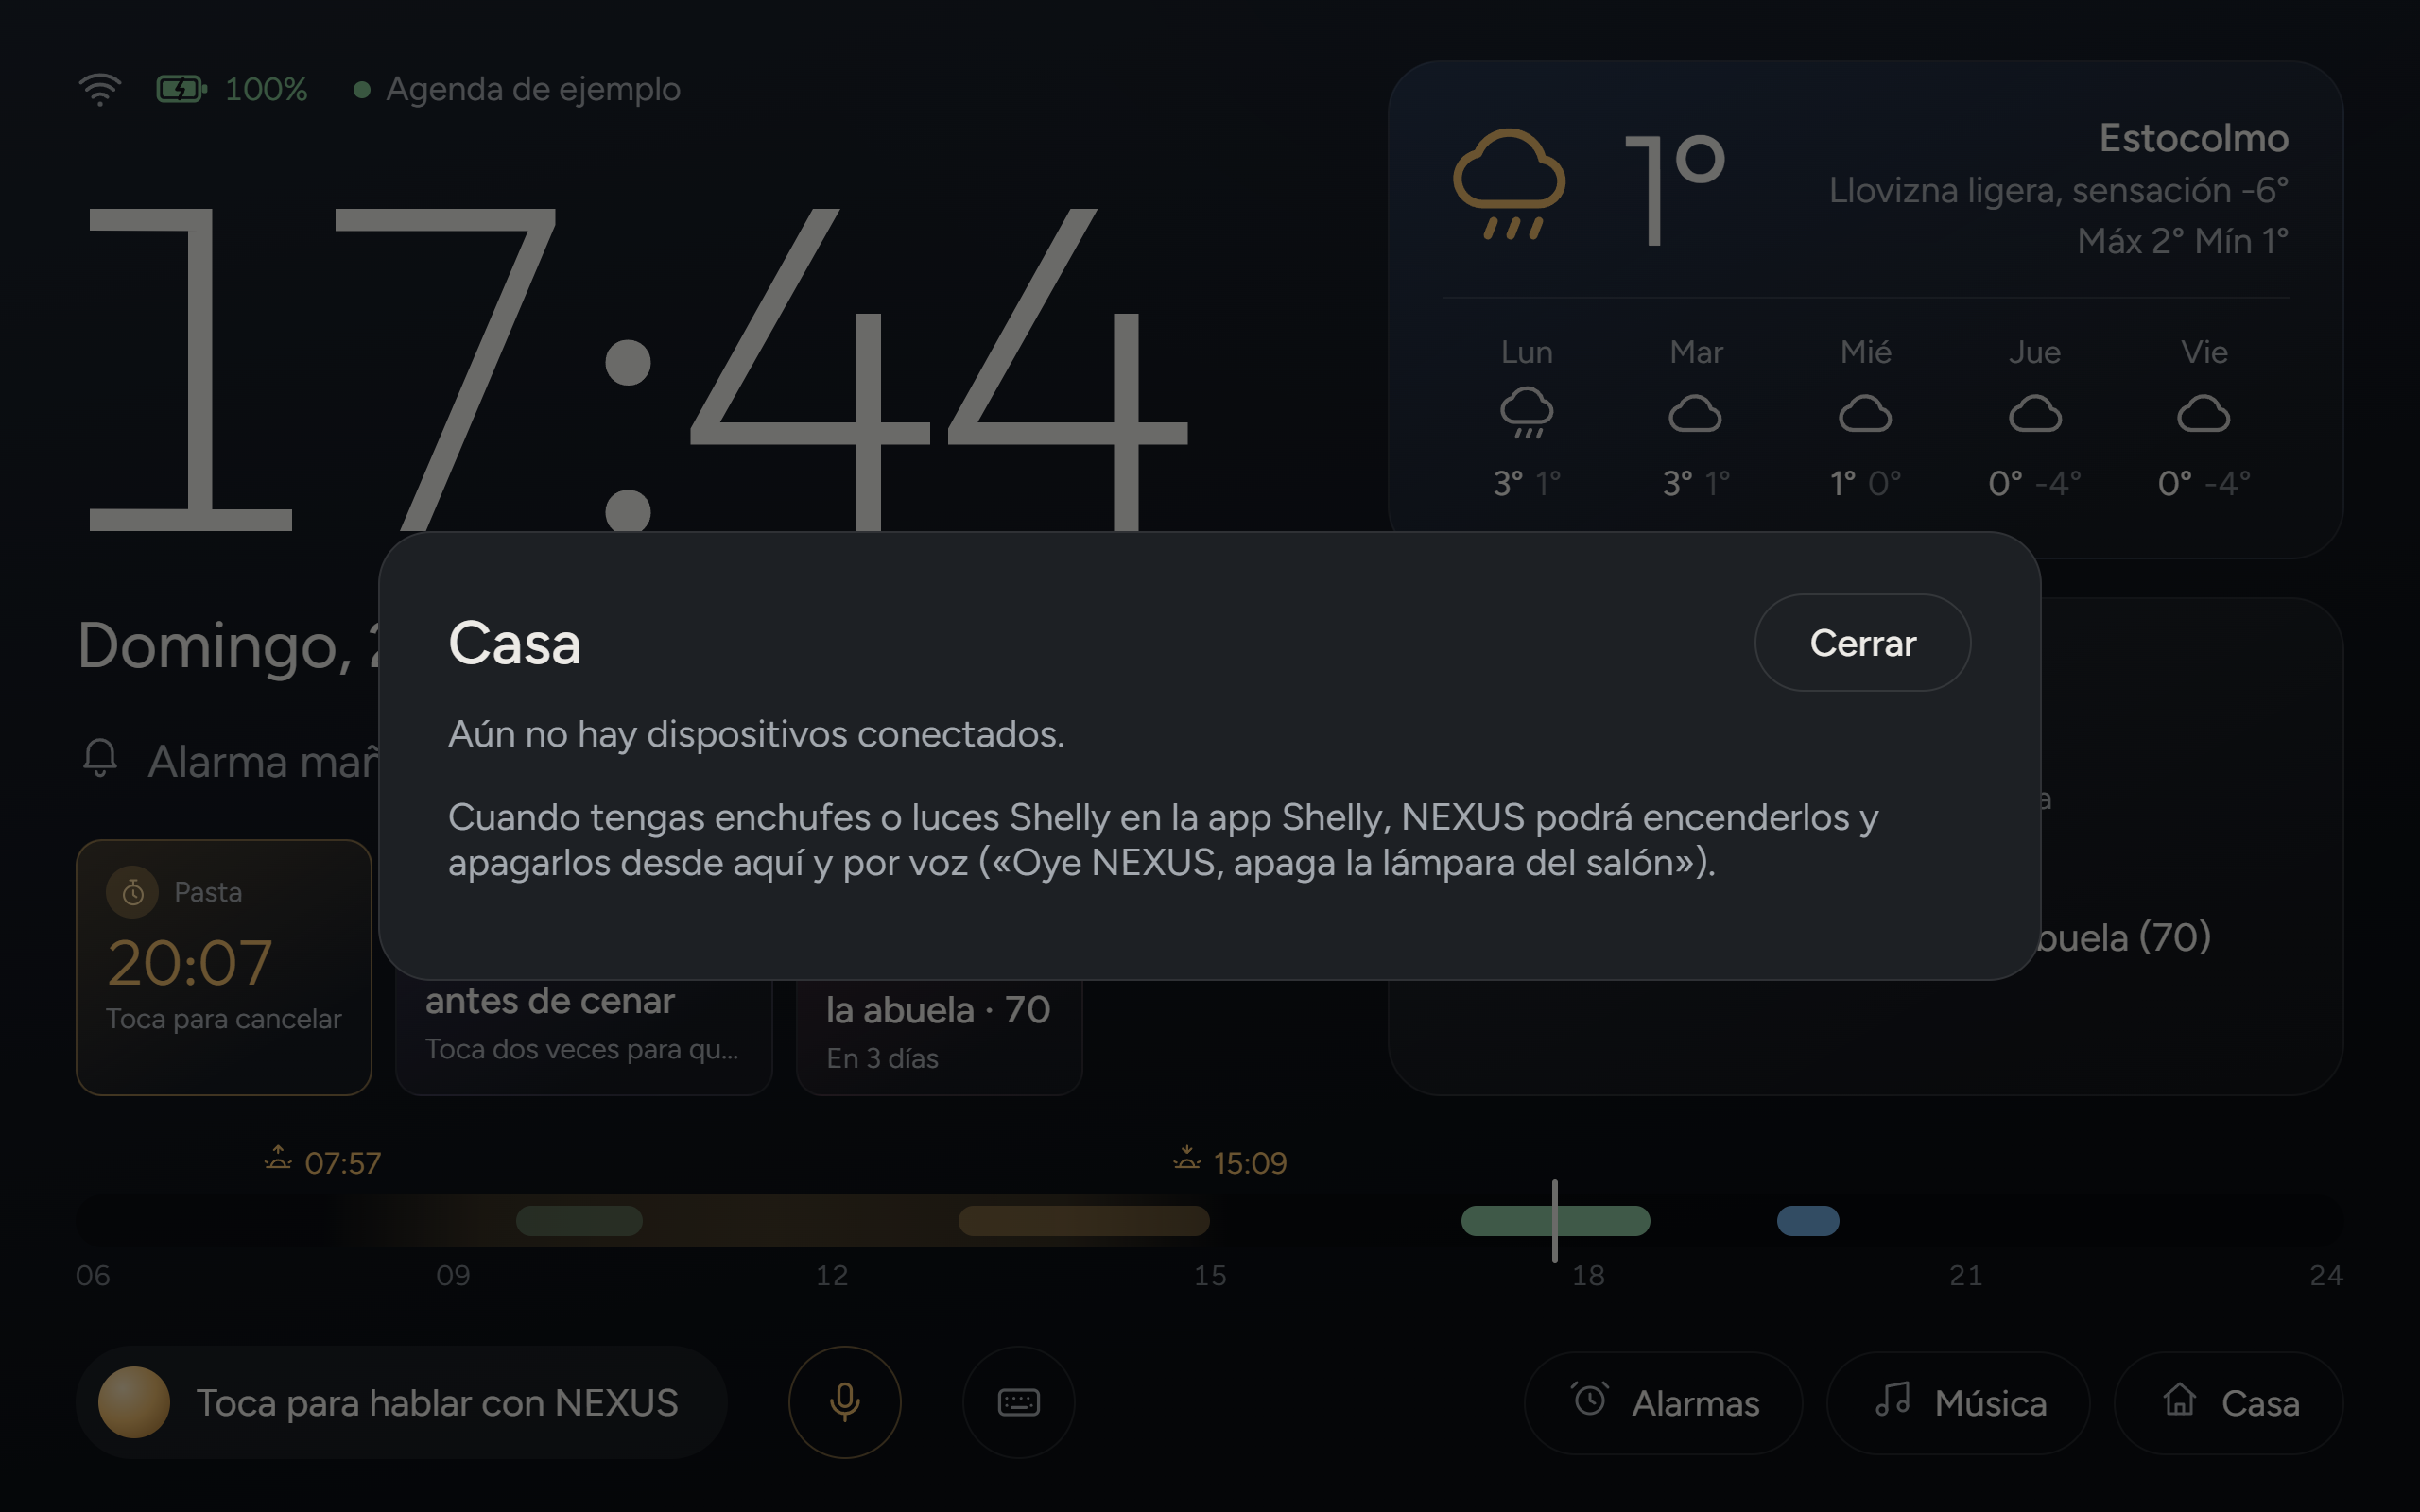 100%
Agenda de ejemplo
17:44
Estocolmo
1°
Llovizna ligera, sensación -6°
Máx 2° Mín 1°
Lun Mar Mié Jue Vie
3° 1° 3° 1° 1° 0° 0° -4° 0° -4°
Domingo,
Alarma
Casa
Cerrar
Aún no hay dispositivos conectados.
Cuando tengas enchufes o luces Shelly en la app Shelly, NEXUS podrá encenderlos y
apagarlos desde aquí y por voz («Oye NEXUS, apaga la lámpara del salón»).
Pasta
20:07
Toca para cancelar
antes de cenar
Toca dos veces para qu...
la abuela · 70
En 3 días
(70)
07:57
15:09
06 09 12 15 18 21 24
Toca para hablar con NEXUS
Alarmas
Música
Casa